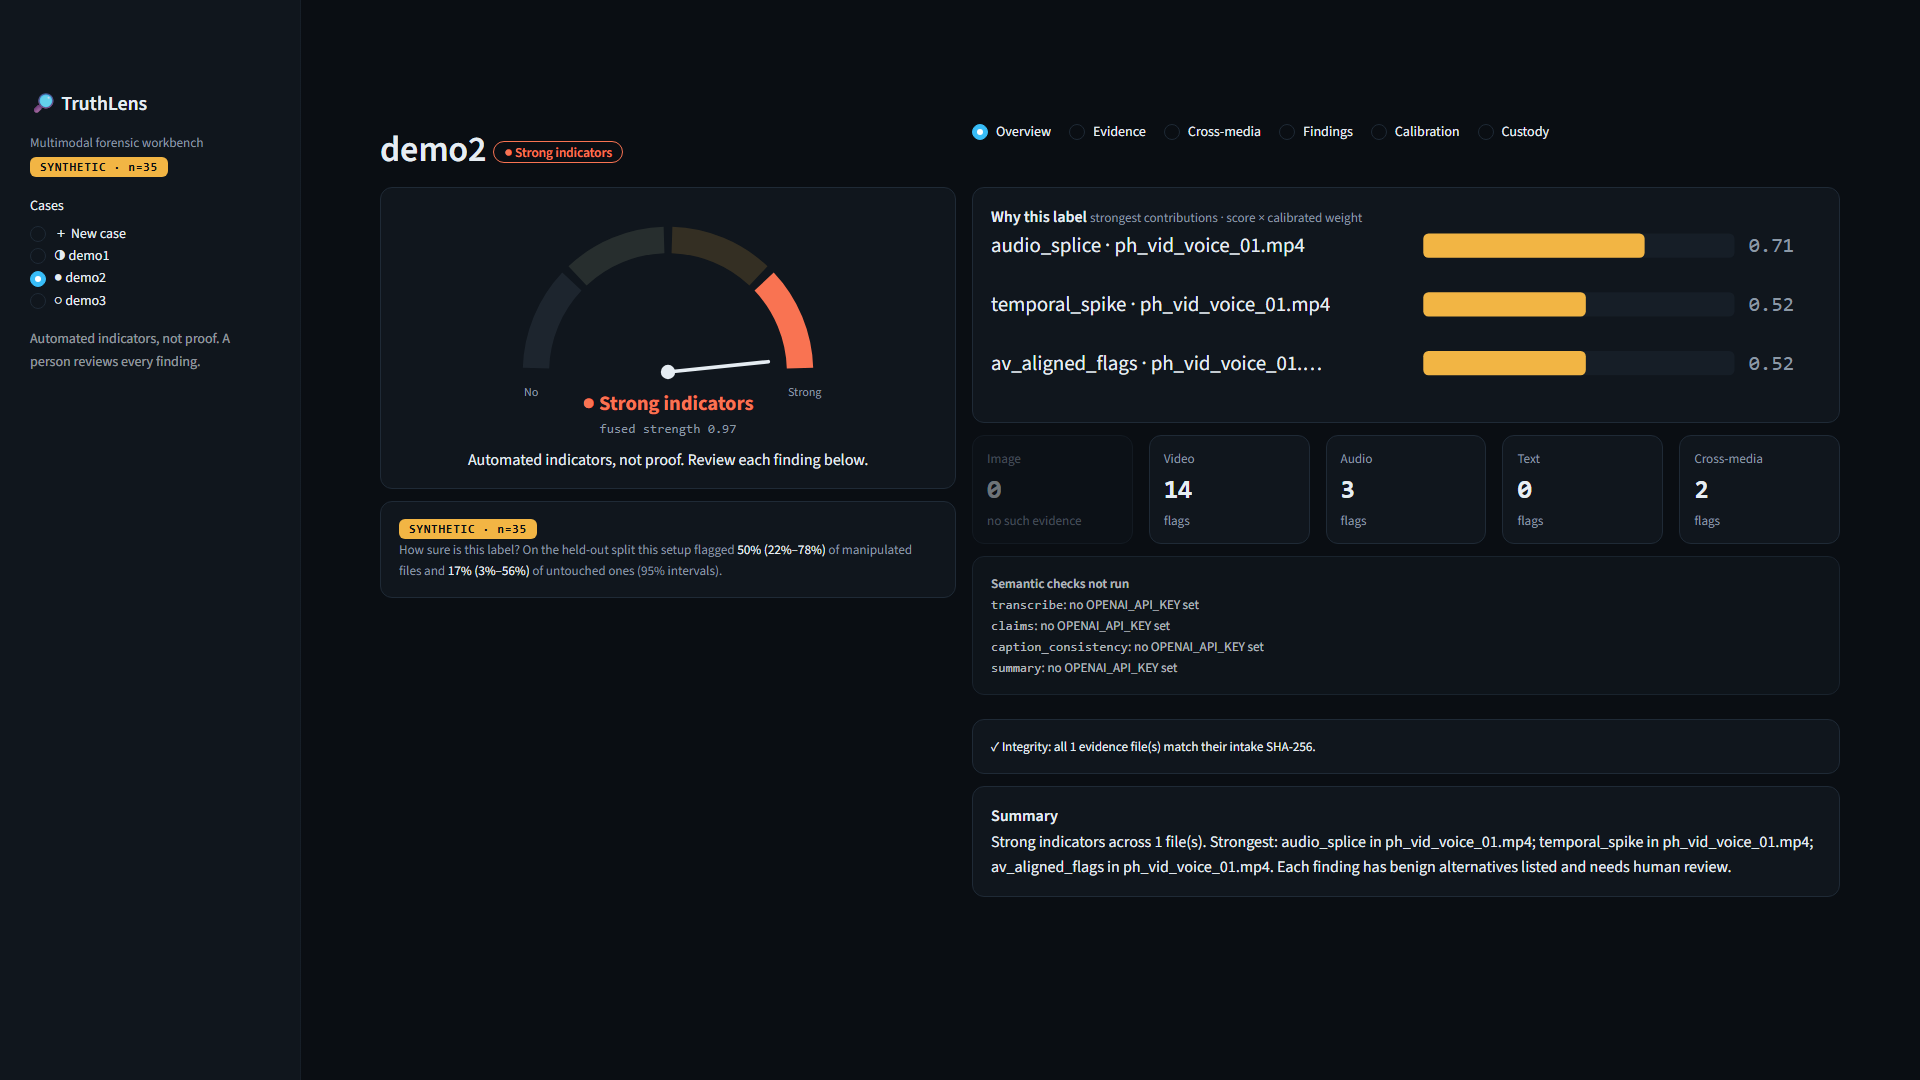 TruthLens
Multimodal forensic workbench
SYNTHETIC · n=35
Cases
+ New case
demo1
demo2
demo3
Automated indicators, not proof. A
person reviews every finding.
demo2
Strong indicators
Overview
Evidence
Cross-media
Findings
Calibration
Custody
No
Strong
Strong indicators
fused strength 0.97
Automated indicators, not proof. Review each finding below.
SYNTHETIC · n=35
How sure is this label? On the held-out split this setup flagged 50% (22%–78%) of manipulated
files and 17% (3%–56%) of untouched ones (95% intervals).
Why this label strongest contributions · score × calibrated weight
audio_splice · ph_vid_voice_01.mp4 0.71
temporal_spike · ph_vid_voice_01.mp4 0.52
av_aligned_flags · ph_vid_voice_01.… 0.52
Image
0
no such evidence
Video
14
flags
Audio
3
flags
Text
0
flags
Cross-media
2
flags
Semantic checks not run
transcribe: no OPENAI_API_KEY set
claims: no OPENAI_API_KEY set
caption_consistency: no OPENAI_API_KEY set
summary: no OPENAI_API_KEY set
✓ Integrity: all 1 evidence file(s) match their intake SHA-256.
Summary
Strong indicators across 1 file(s). Strongest: audio_splice in ph_vid_voice_01.mp4; temporal_spike in ph_vid_voice_01.mp4;
av_aligned_flags in ph_vid_voice_01.mp4. Each finding has benign alternatives listed and needs human review.